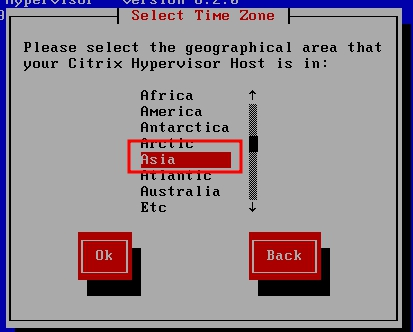 Select Time Zone
Please select the geographical area that
your Citrix Hypervisor Host is in:
Africa
America
Antarctica
Arctic
Asia
Atlantic
Australia
Etc
Ok
Back